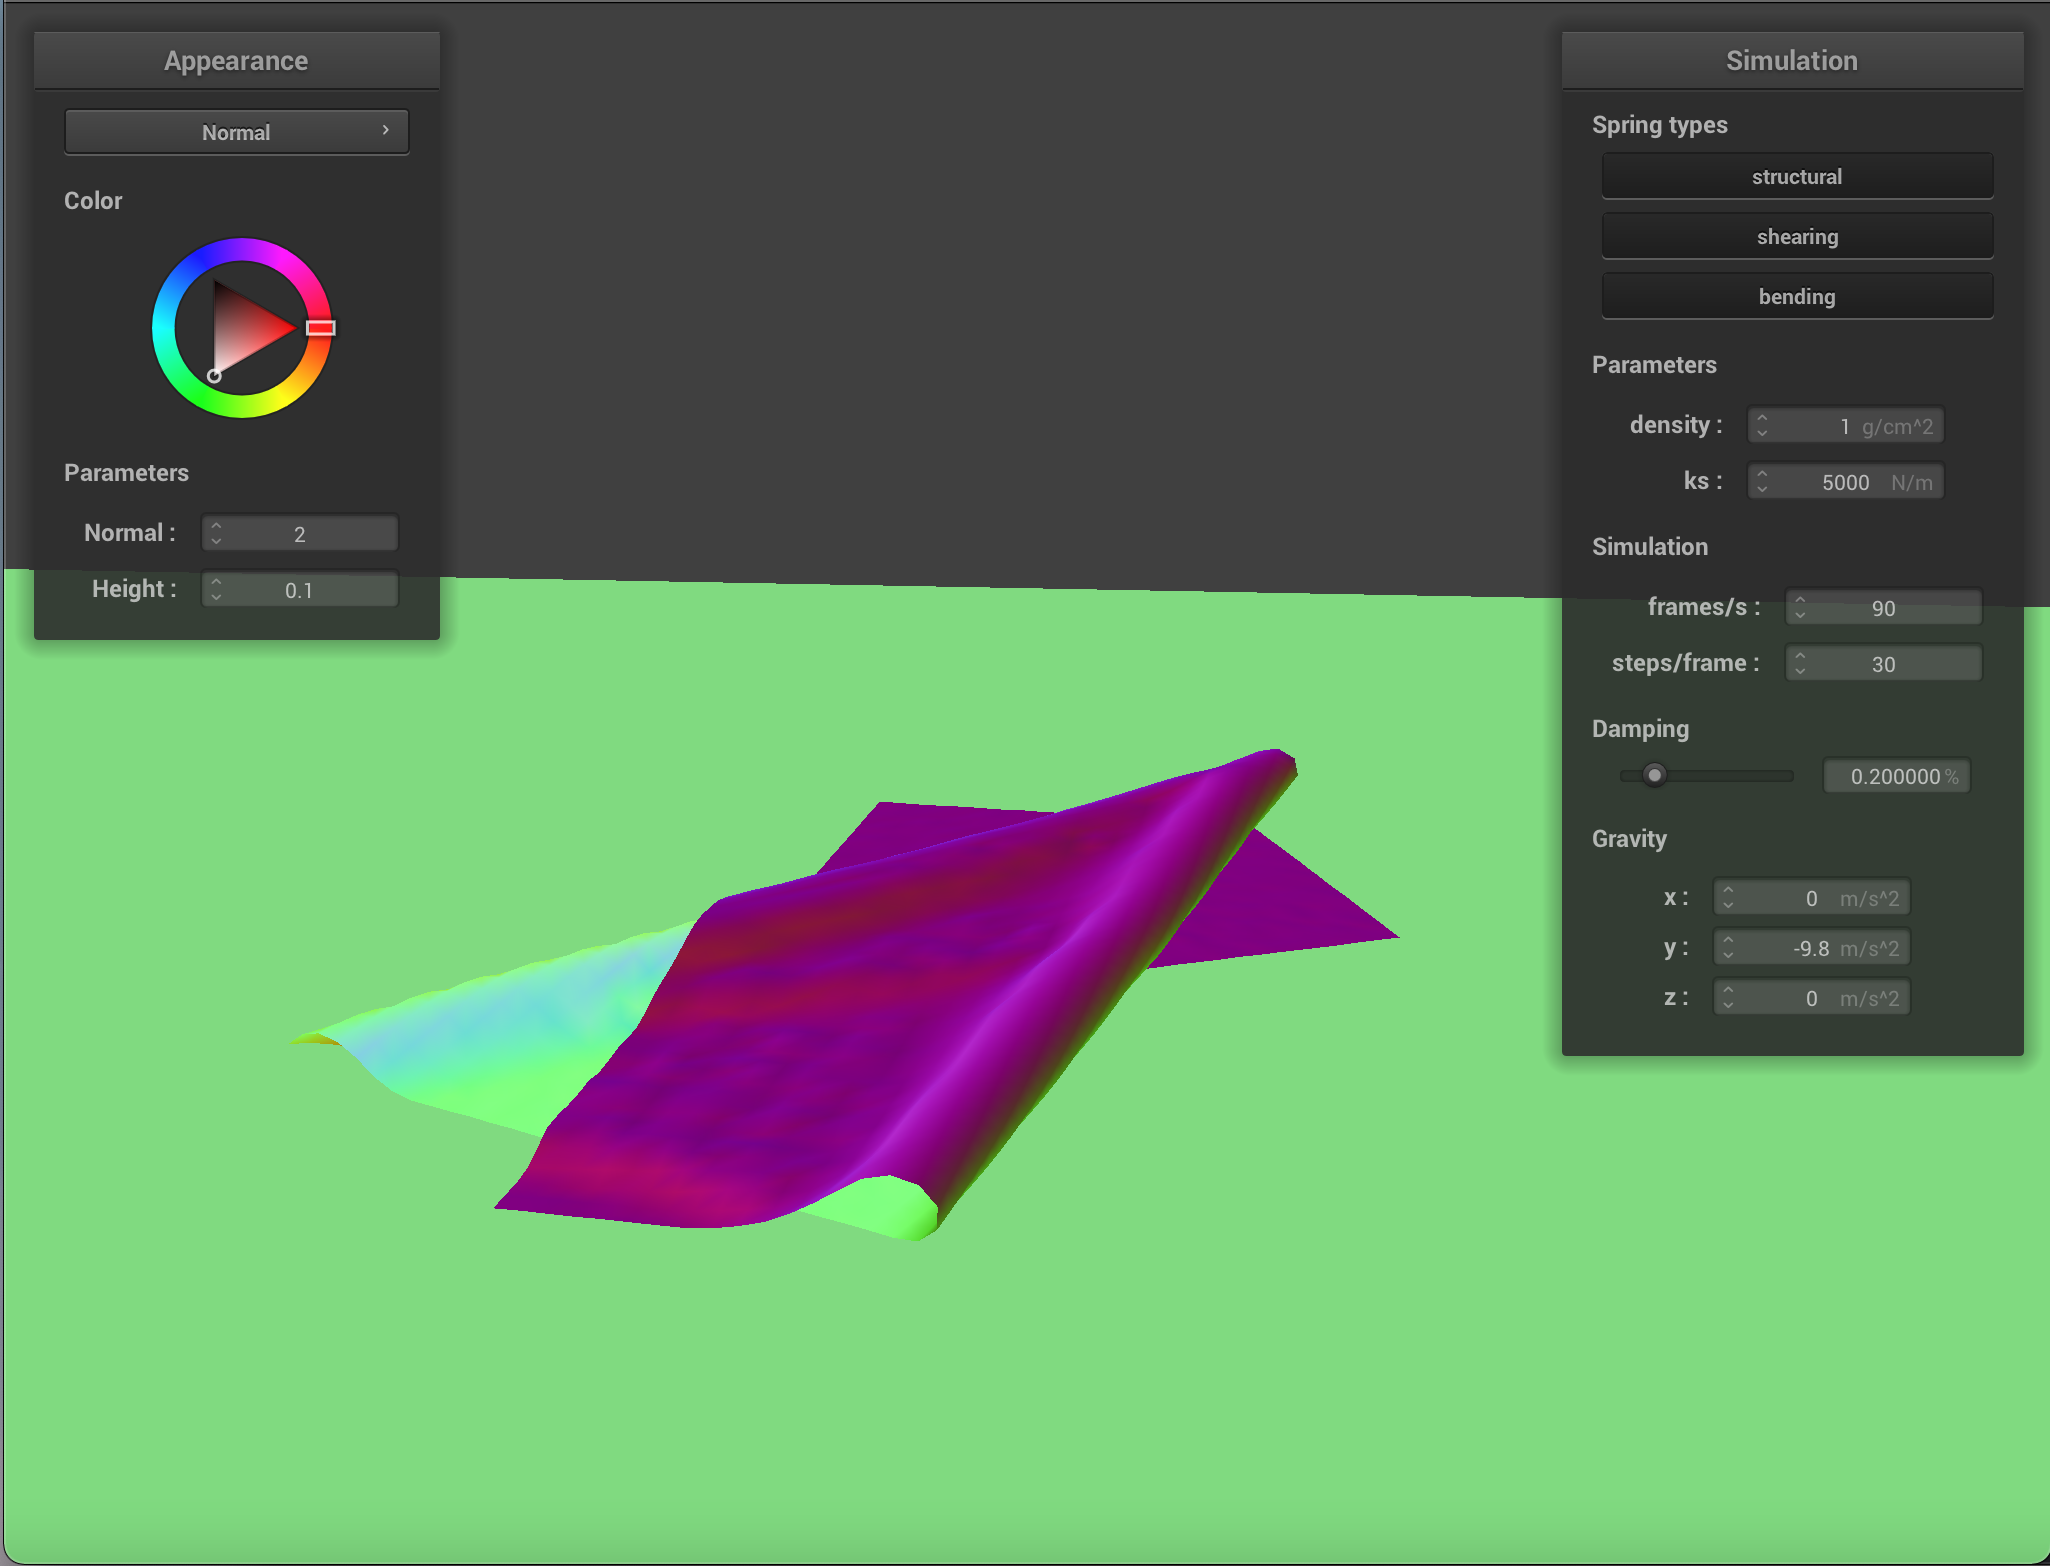 Appearance
Normal
Color
Parameters
Normal : 2
Height : 0.1
Simulation
Spring types
structural
shearing
bending
Parameters
density : 1 g/cm^2
ks : 5000 N/m
Simulation
frames/s : 90
steps/frame : 30
Damping
0.200000 %
Gravity
x : 0 m/s^2
y : -9.8 m/s^2
z : 0 m/s^2